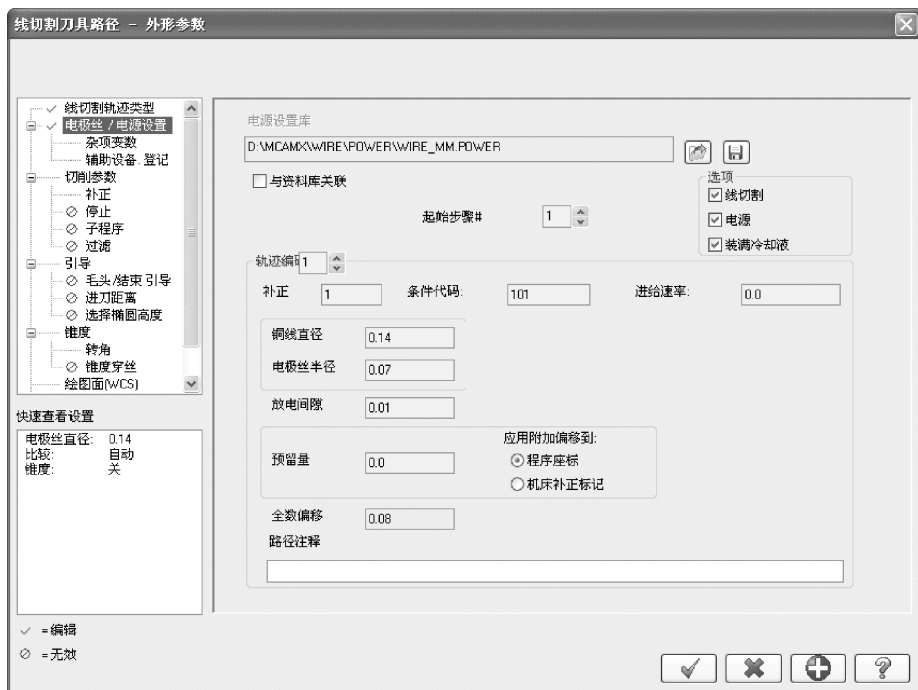 线切割刀具路径 - 外形参数
线切割轨迹类型
电极丝 / 电源设置
杂项变数
辅助设备. 登记
切削参数
补正
停止
子程序
过滤
引导
毛头/结束 引导
进刀距离
选择椭圆高度
锥度
转角
锥度穿丝
绘图面(WCS)
快速查看设置
电极丝直径: 0.14
比较: 自动
锥度: 关
=编辑
=无效
电源设置库
D:\MCAMX\WIRE\POWER\WIRE_MM.POWER
与资料库关联
起始步骤# 1
选项
线切割
电源
装满冷却液
轨迹编码 1
补正 1 条件代码: 101 进给速率: 0.0
铜线直径 0.14
电极丝半径 0.07
放电间隙 0.01
预留量 0.0
应用附加偏移到:
程序座标
机床补正标记
全数偏移 0.08
路径注释